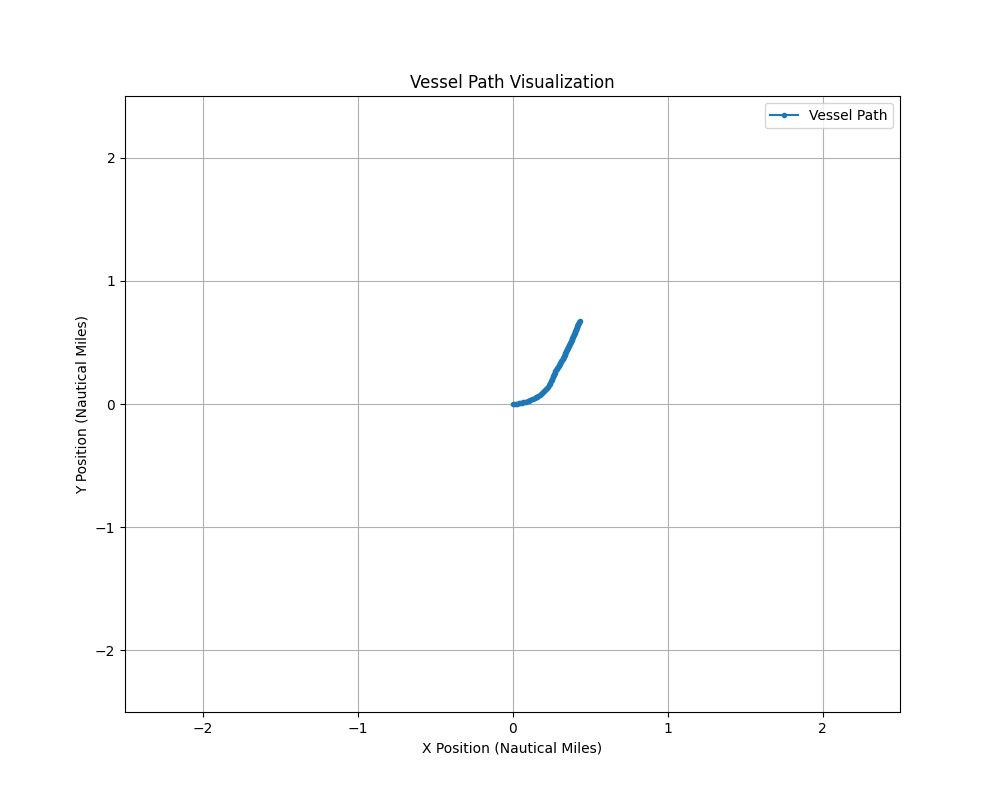 Vessel Path Visualization
Vessel Path
Y Position (Nautical Miles)
2
1
0
−1
−2
−2
−1
0
1
2
X Position (Nautical Miles)